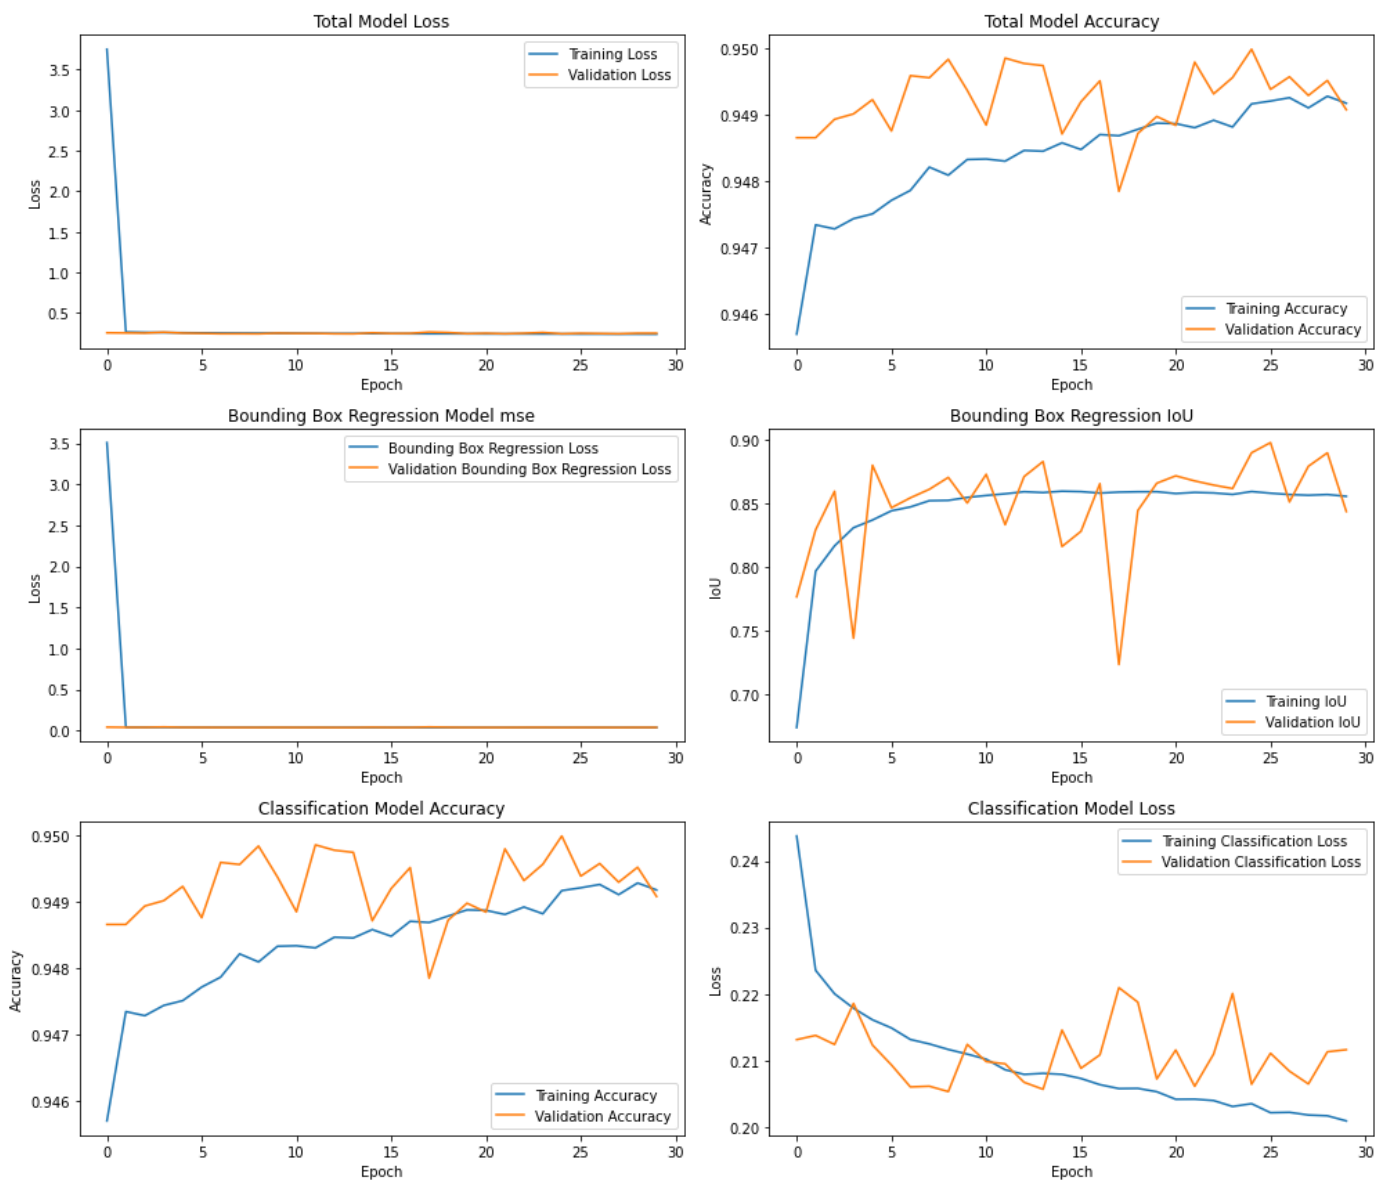 Total Model Loss
Training Loss
Validation Loss
3.5
3.0
2.5
2.0
1.5
1.0
0.5
Loss
0 5 10 15 20 25 30
Epoch
Total Model Accuracy
0.950
0.949
0.948
0.947
0.946
Accuracy
Training Accuracy
Validation Accuracy
0 5 10 15 20 25 30
Epoch
Bounding Box Regression Model mse
Bounding Box Regression Loss
Validation Bounding Box Regression Loss
3.5
3.0
2.5
2.0
1.5
1.0
0.5
0.0
Loss
0 5 10 15 20 25 30
Epoch
Bounding Box Regression IoU
0.90
0.85
0.80
0.75
0.70
IoU
Training IoU
Validation IoU
0 5 10 15 20 25 30
Epoch
Classification Model Accuracy
0.950
0.949
0.948
0.947
0.946
Accuracy
Training Accuracy
Validation Accuracy
0 5 10 15 20 25 30
Epoch
Classification Model Loss
Training Classification Loss
Validation Classification Loss
0.24
0.23
0.22
0.21
0.20
Loss
0 5 10 15 20 25 30
Epoch